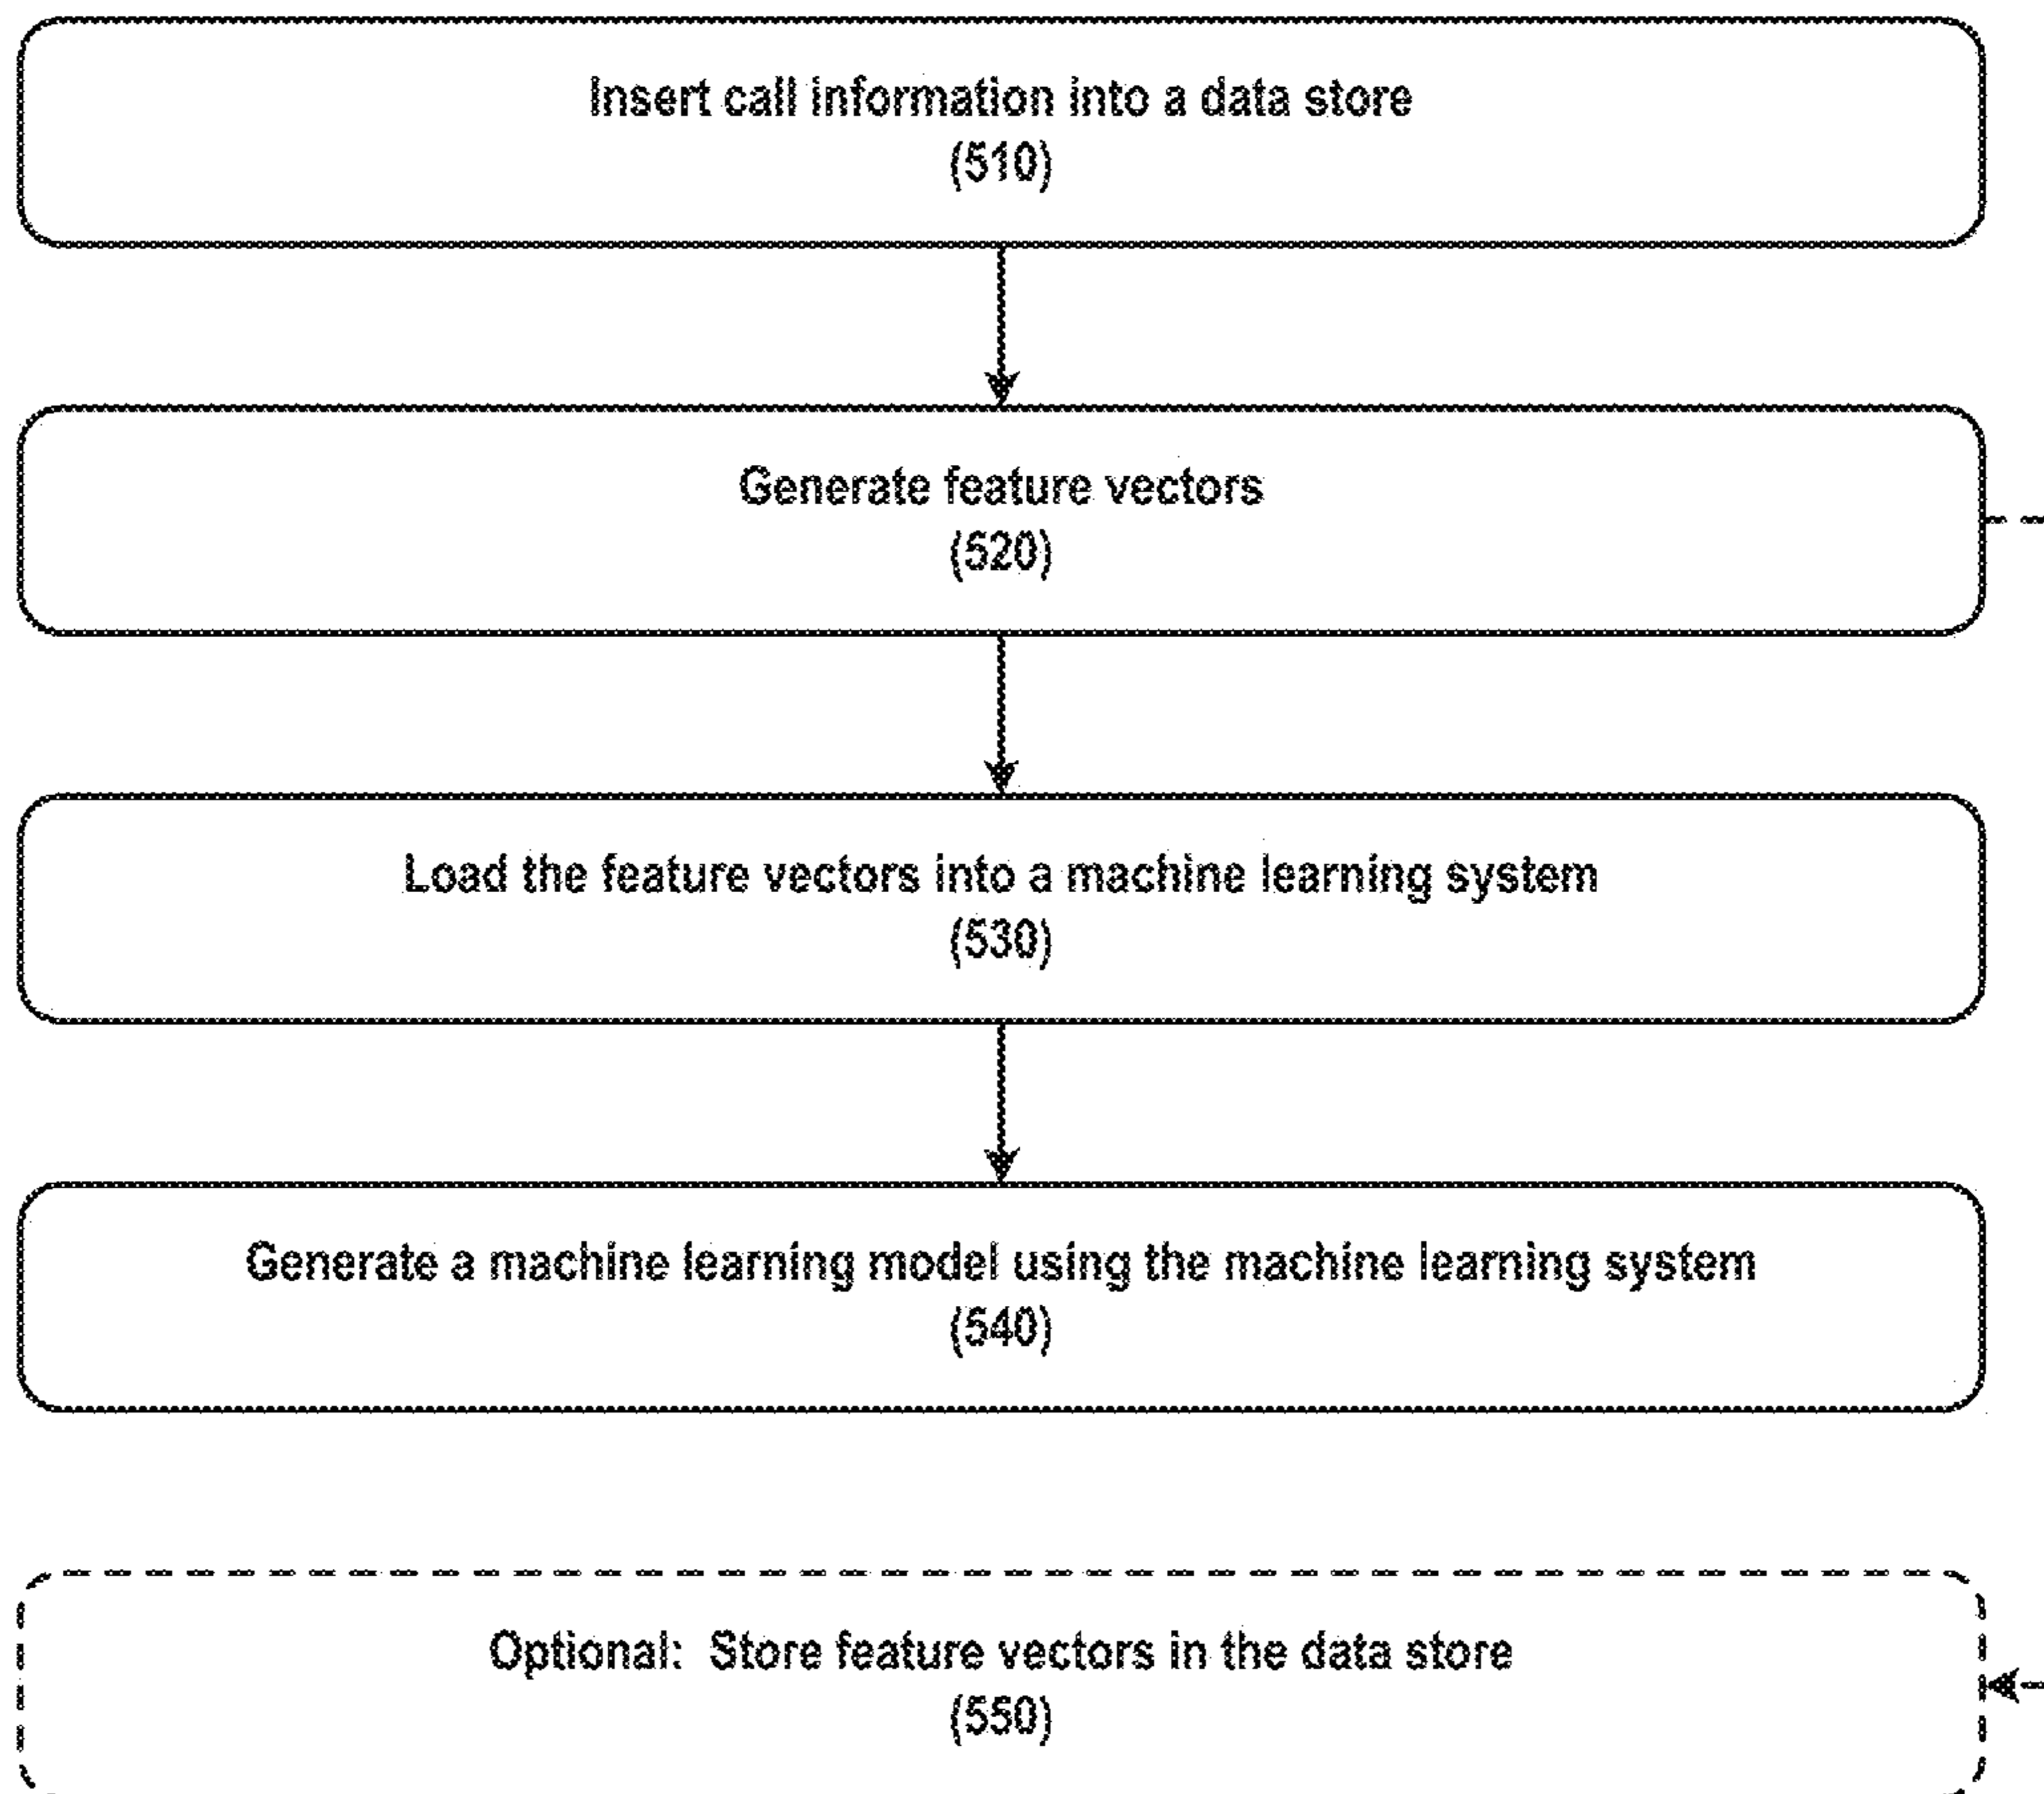 Insert call information into a data store
(510)
Generate feature vectors
(520)
Load the feature vectors into a machine learning system
(530)
Generate a machine learning model using the machine learning system
(540)
Optional: Store feature vectors in the data store
(550)